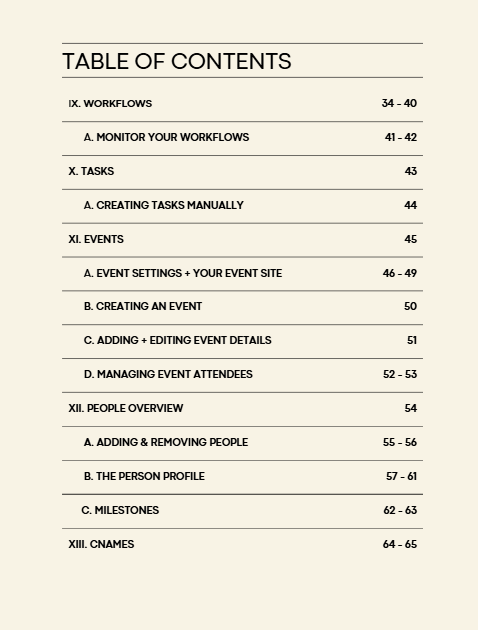 TABLE OF CONTENTS
IX. WORKFLOWS 34 - 40
A. MONITOR YOUR WORKFLOWS 41 - 42
X. TASKS 43
A. CREATING TASKS MANUALLY 44
XI. EVENTS 45
A. EVENT SETTINGS + YOUR EVENT SITE 46 - 49
B. CREATING AN EVENT 50
C. ADDING + EDITING EVENT DETAILS 51
D. MANAGING EVENT ATTENDEES 52 - 53
XII. PEOPLE OVERVIEW 54
A. ADDING & REMOVING PEOPLE 55 - 56
B. THE PERSON PROFILE 57 - 61
C. MILESTONES 62 - 63
XIII. CNAMES 64 - 65